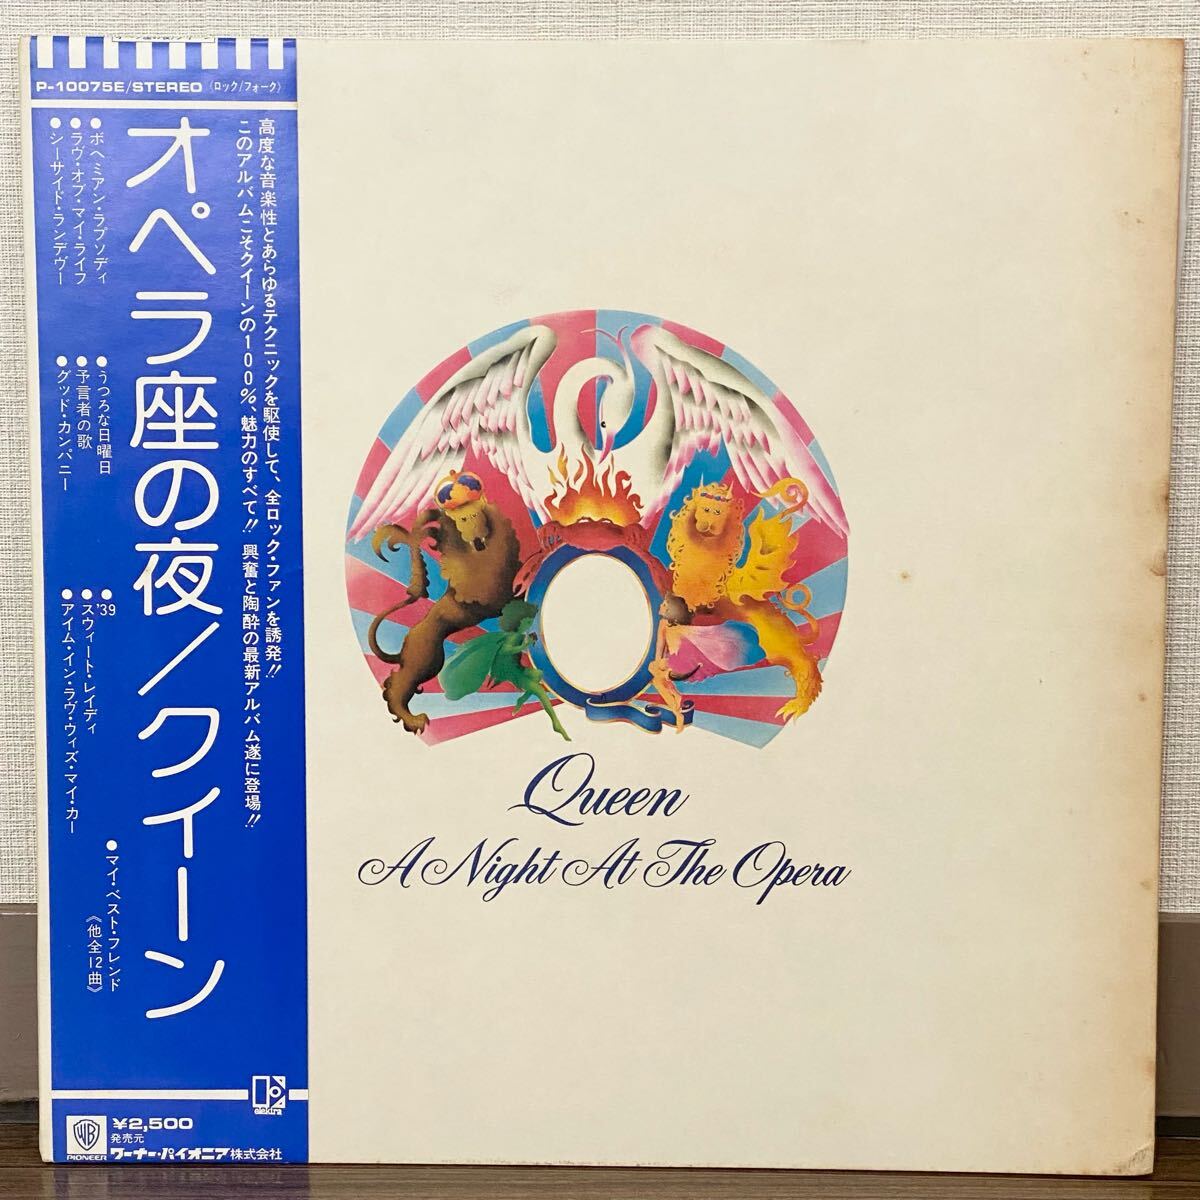 P-10075E/STEREO (ロック/フォーク)
高度な音楽性とあらゆるテクニックを駆使して、全ロック・ファンを誘発!!
このアルバムこそクイーンの100%、魅力のすべて!! 興奮と陶酔の最新アルバム遂に登場!!
オペラ座の夜/クイーン
●ボヘミアン・ラプソディ
●ラヴ・オブ・マイ・ライフ
●シーサイド・ランデヴー
●うつろな日曜日
●予言者の歌
●グッド・カンパニー
●'39
●スウィート・レイディ
●アイム・イン・ラヴ・ウィズ・マイ・カー
●マイ・ベスト・フレンド
《他全12曲》
elektra
WB
PIONEER
¥2,500
発売元
ワーナー・パイオニア株式会社
Queen
A Night At The Opera